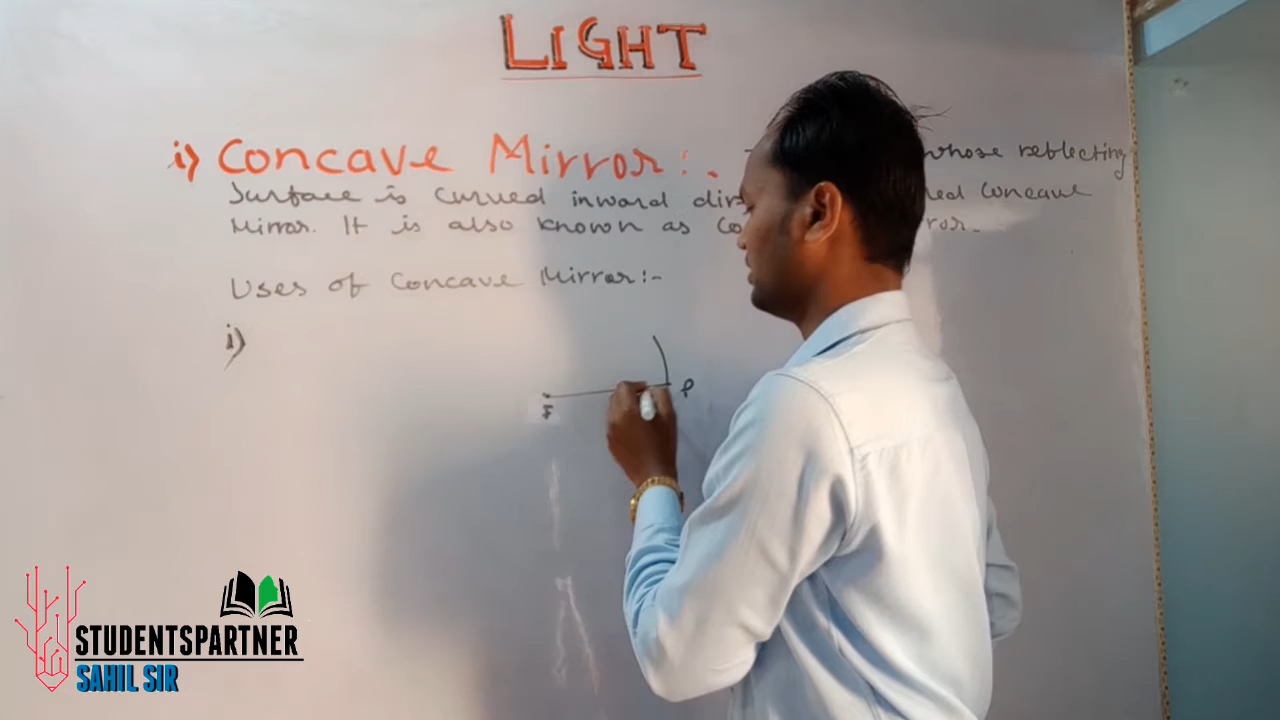 LIGHT
i) Concave Mirror :- whose reflecting
Surface is curved inward concave
Mirror. It is also known as
Uses of Concave Mirror:-
i)
P
F
STUDENTSPARTNER
SAHIL SIR